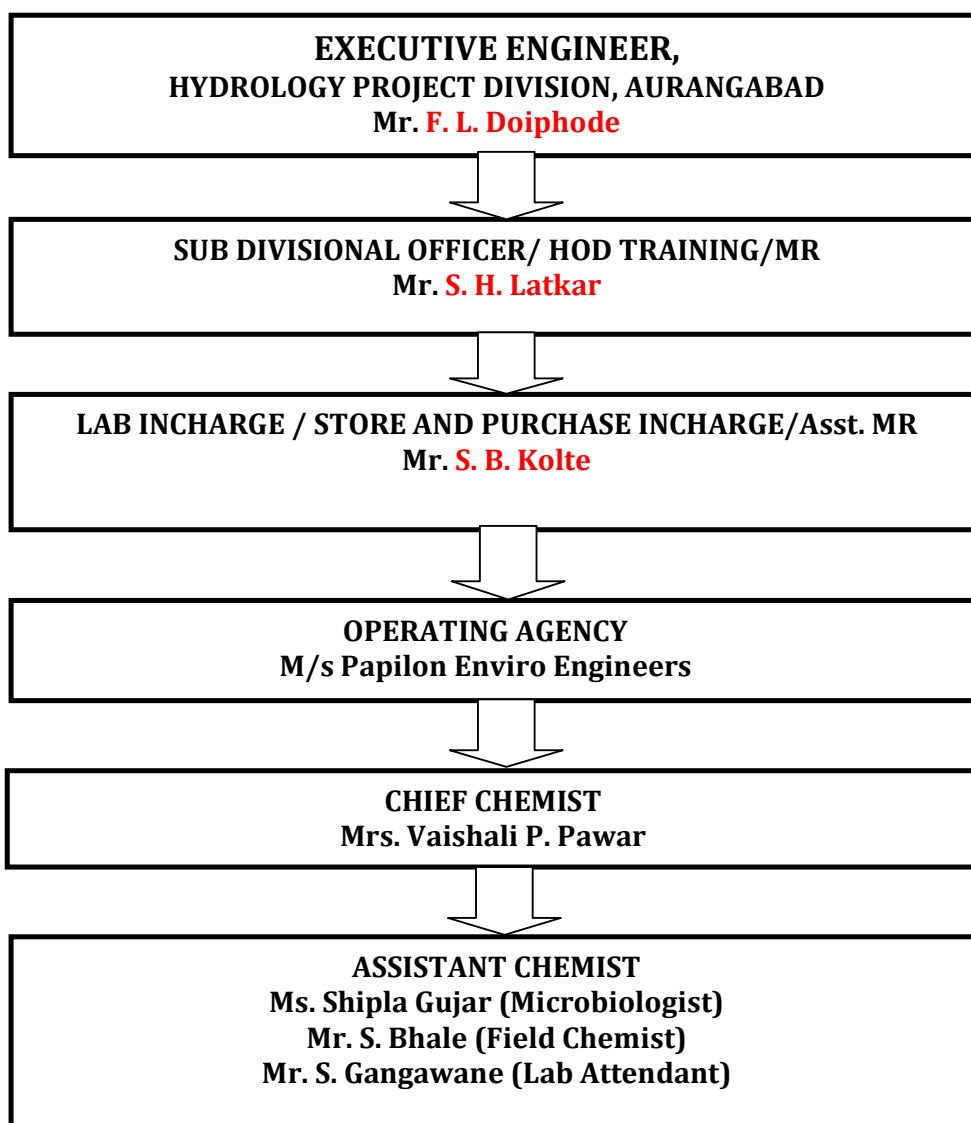 EXECUTIVE ENGINEER,
HYDROLOGY PROJECT DIVISION, AURANGABAD
Mr. F. L. Doiphode
SUB DIVISIONAL OFFICER/ HOD TRAINING/MR
Mr. S. H. Latkar
LAB INCHARGE / STORE AND PURCHASE INCHARGE/Asst. MR
Mr. S. B. Kolte
OPERATING AGENCY
M/s Papilon Enviro Engineers
CHIEF CHEMIST
Mrs. Vaishali P. Pawar
ASSISTANT CHEMIST
Ms. Shipla Gujar (Microbiologist)
Mr. S. Bhale (Field Chemist)
Mr. S. Gangawane (Lab Attendant)